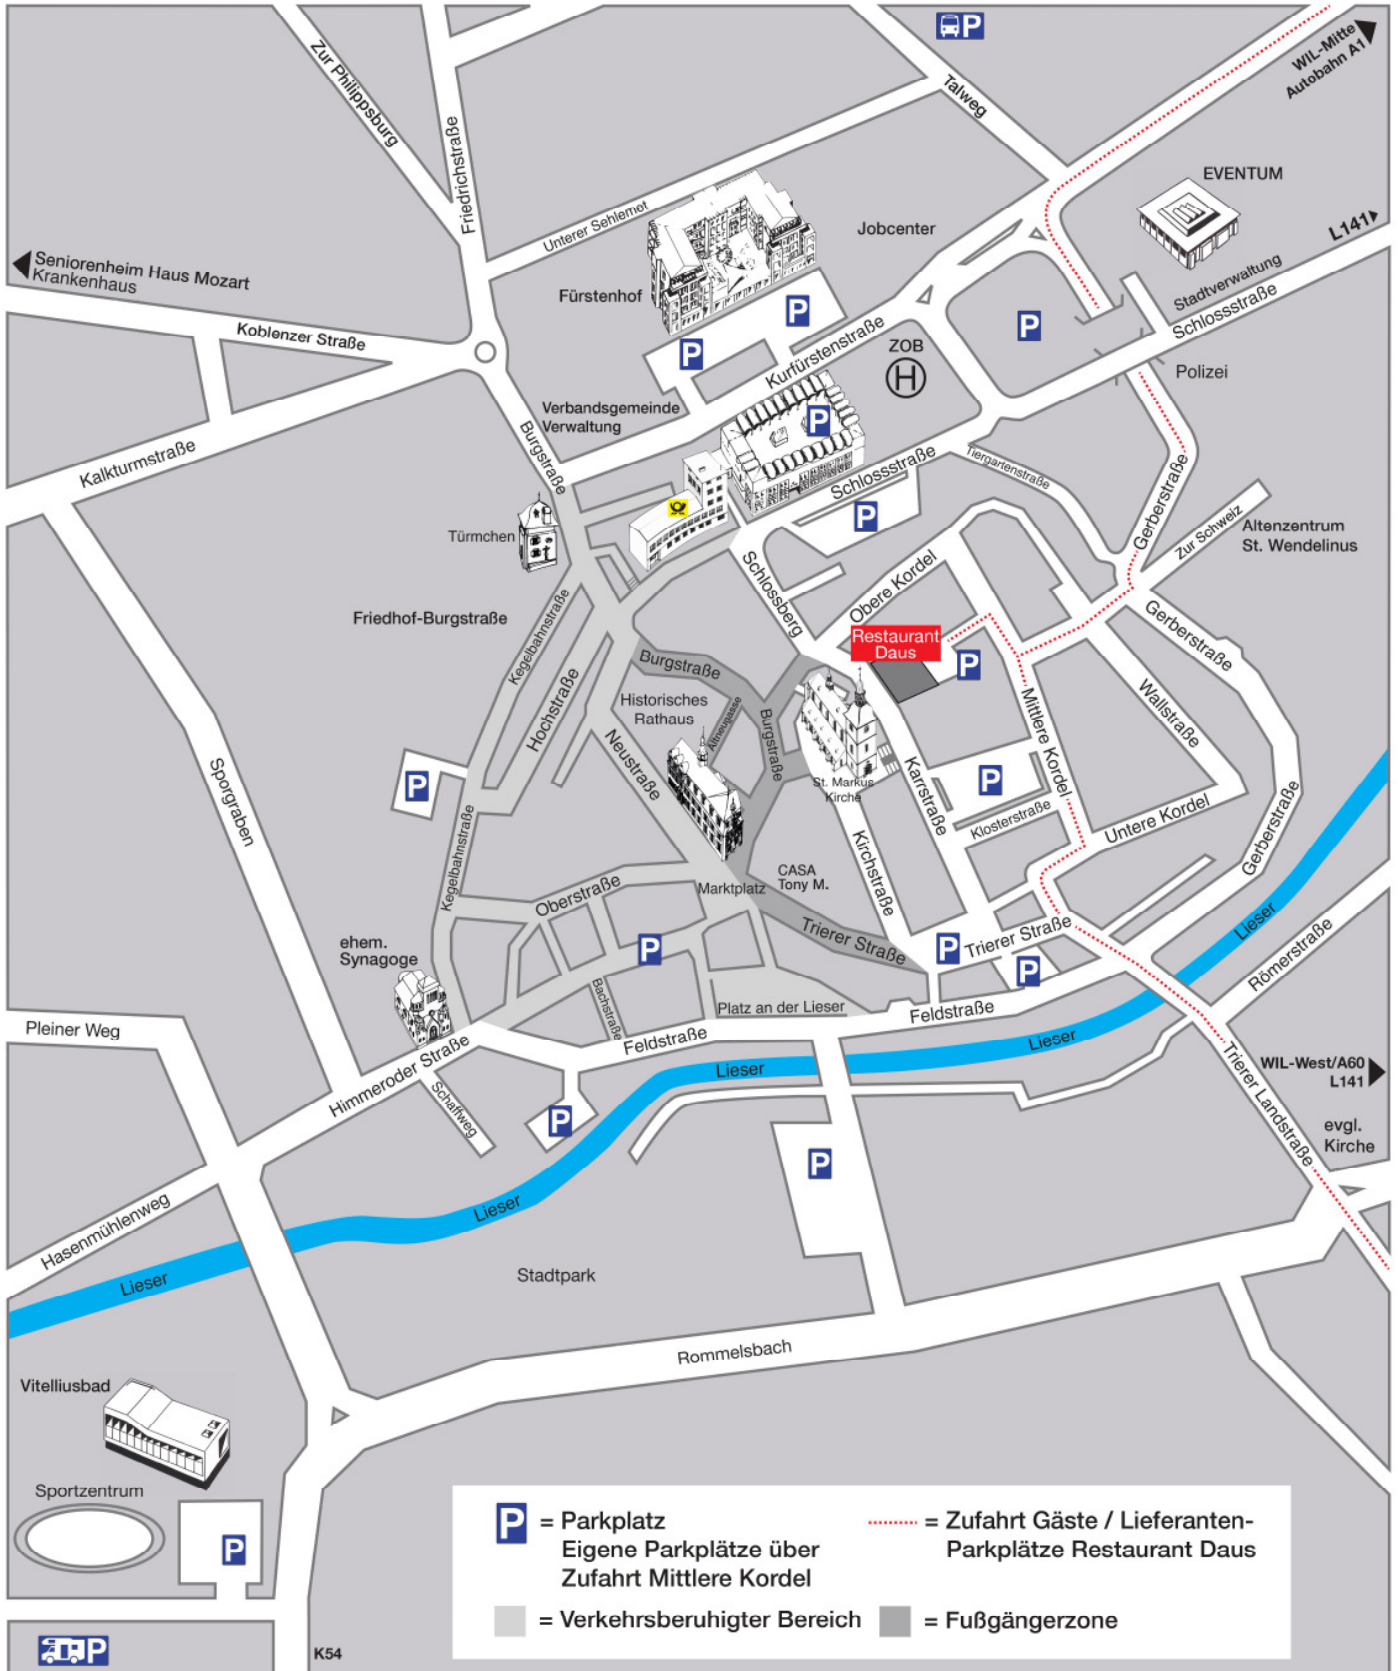 P
WIL-Mitte
Autobahn A1
Zur Philippsburg
Friedrichstraße
Talweg
EVENTUM
Unterer Sehlemet
Jobcenter
L141
Seniorenheim Haus Mozart
Krankenhaus
Fürstenhof
Stadtverwaltung
Schlossstraße
P
P
P
Koblenzer Straße
Kurfürstenstraße
ZOB
H
Polizei
Verbandsgemeinde
Verwaltung
P
Burgstraße
Kalkturmstraße
Schlossstraße
Tiergartenstraße
Gerberstraße
P
Türmchen
Zur Schweiz
Altenzentrum
St. Wendelinus
Schlossberg
Obere Kordel
Friedhof-Burgstraße
Kegelbahnstraße
Gerberstraße
Restaurant
Daus
P
Burgstraße
Hochstraße
Historisches
Rathaus
Altneugasse
Burgstraße
Mittlere Kordel
Wallstraße
Neustraße
Sporgraben
P
St. Markus
Kirche
Karrstraße
P
Klosterstraße
Untere Kordel
Gerberstraße
Kegelbahnstraße
Kirchstraße
CASA
Tony M.
Marktplatz
Oberstraße
Trierer Straße
Trierer Straße
P
P
P
Lieser
Römerstraße
ehem.
Synagoge
Bachstraße
Platz an der Lieser
Feldstraße
Feldstraße
Pleiner Weg
Himmeroder Straße
Lieser
Lieser
Trierer Landstraße
WIL-West/A60
L141
Schaffweg
P
P
evgl.
Kirche
Hasenmühlenweg
Lieser
Lieser
Stadtpark
Rommelsbach
Vitelliusbad
Sportzentrum
P
P
K54
P = Parkplatz
Eigene Parkplätze über
Zufahrt Mittlere Kordel
= Zufahrt Gäste / Lieferanten-
Parkplätze Restaurant Daus
= Verkehrsberuhigter Bereich
= Fußgängerzone